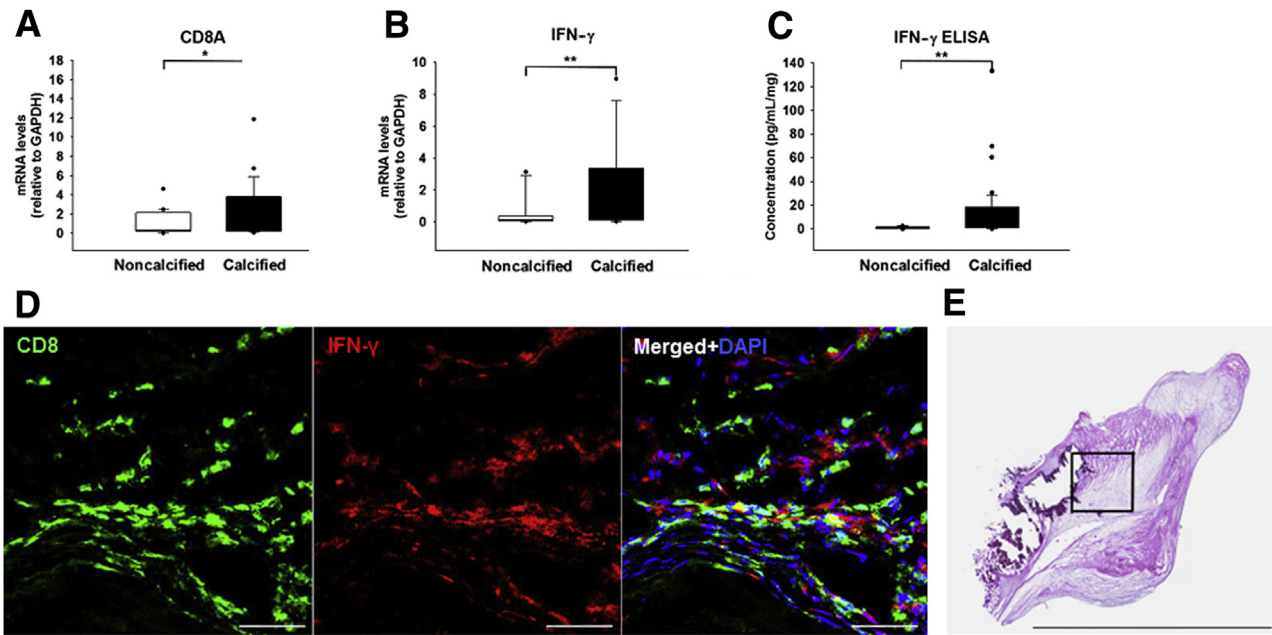 A
CD8A
*
mRNA levels
(relative to GAPDH)
18
16
14
12
10
8
6
4
2
0
Noncalcified Calcified
B
IFN-γ
**
mRNA levels
(relative to GAPDH)
10
8
6
4
2
0
Noncalcified Calcified
C
IFN-γ ELISA
**
Concentration (pg/mL/mg)
140
120
100
80
60
40
20
0
Noncalcified Calcified
D
CD8
IFN-γ
Merged+DAPI
E